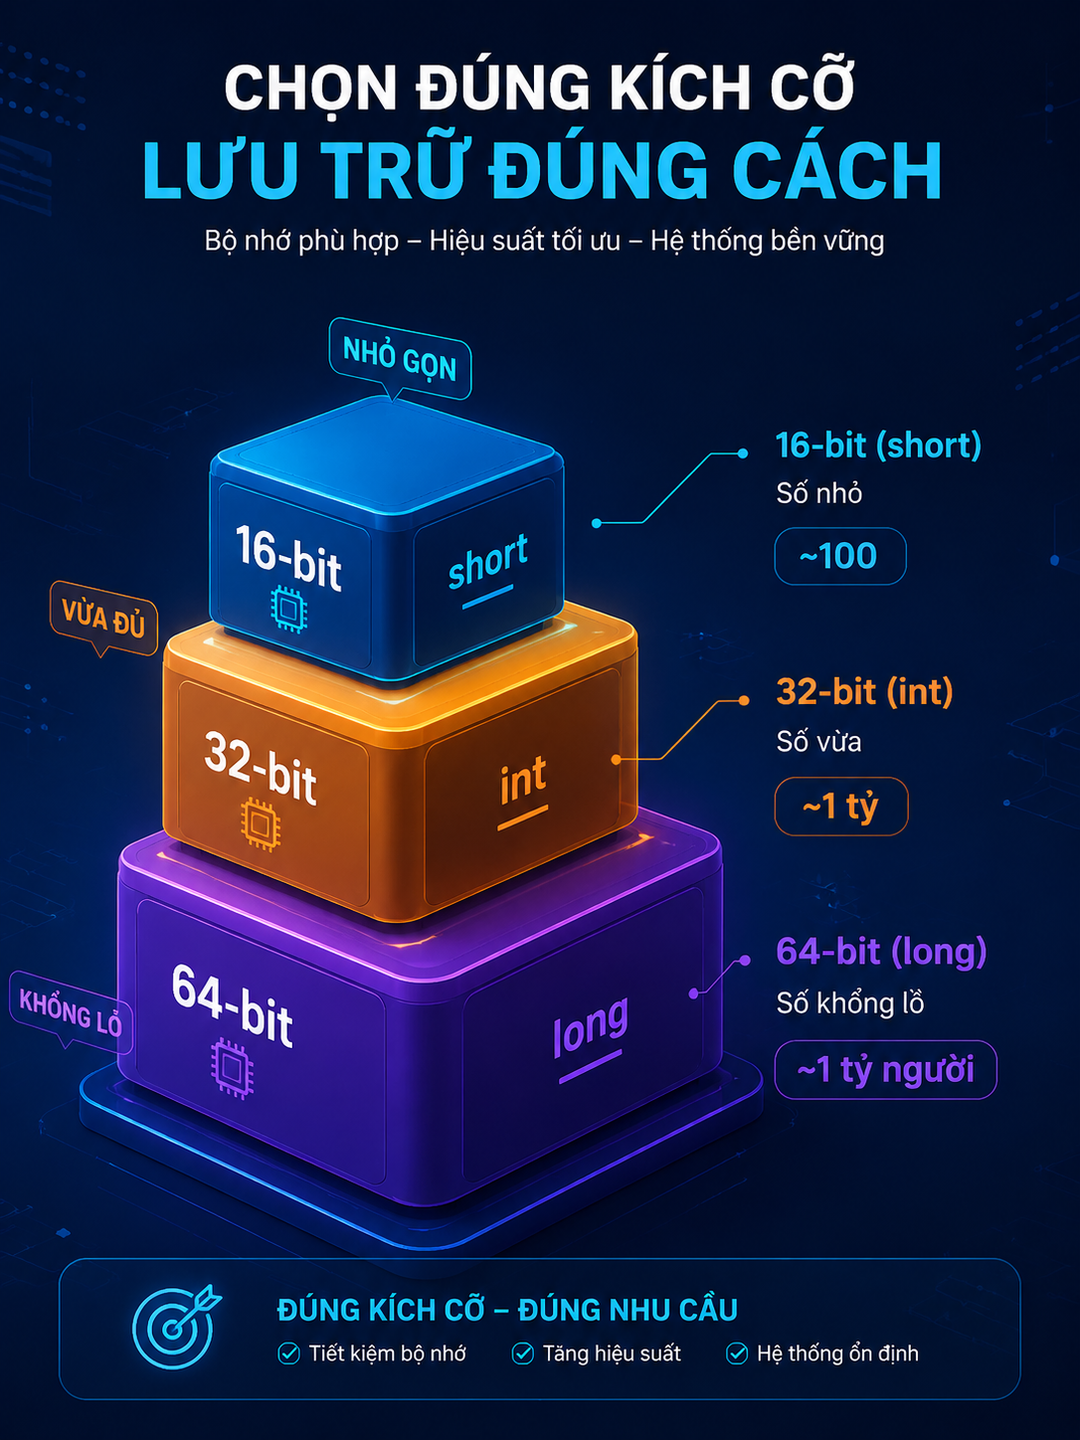 CHỌN ĐÚNG KÍCH CỠ
LƯU TRỮ ĐÚNG CÁCH
Bộ nhớ phù hợp – Hiệu suất tối ưu – Hệ thống bền vững
NHỎ GỌN
16-bit
short
16-bit (short)
Số nhỏ
~100
VỪA ĐỦ
32-bit
int
32-bit (int)
Số vừa
~1 tỷ
KHỔNG LỒ
64-bit
long
64-bit (long)
Số khổng lồ
~1 tỷ người
ĐÚNG KÍCH CỠ – ĐÚNG NHU CẦU
Tiết kiệm bộ nhớ
Tăng hiệu suất
Hệ thống ổn định